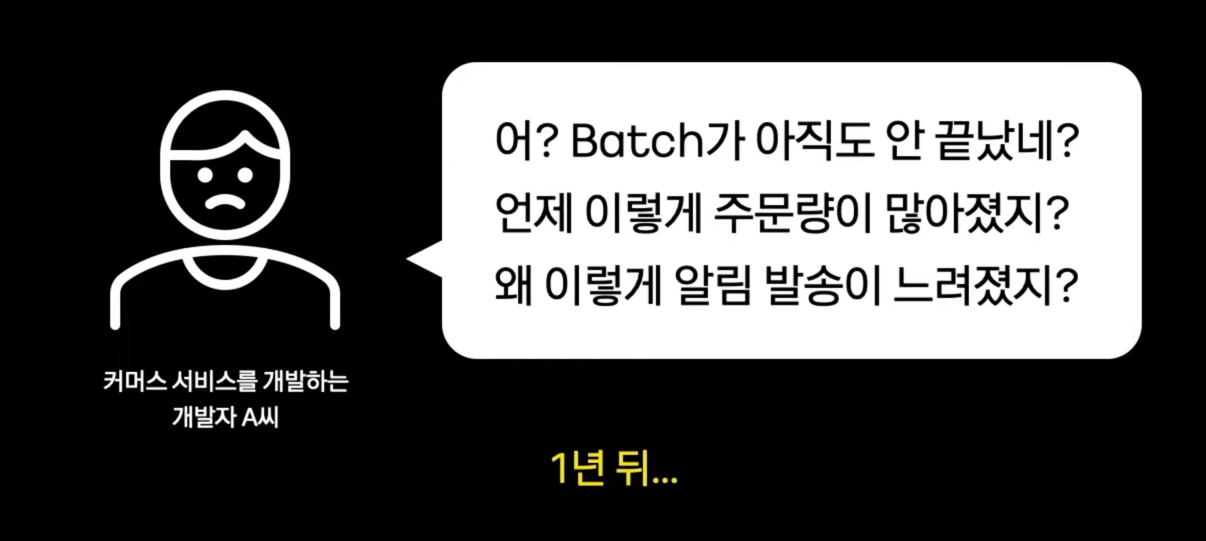 어? Batch가 아직도 안 끝났네?
언제 이렇게 주문량이 많아졌지?
왜 이렇게 알림 발송이 느려졌지?
커머스 서비스를 개발하는
개발자 A씨
1년 뒤...